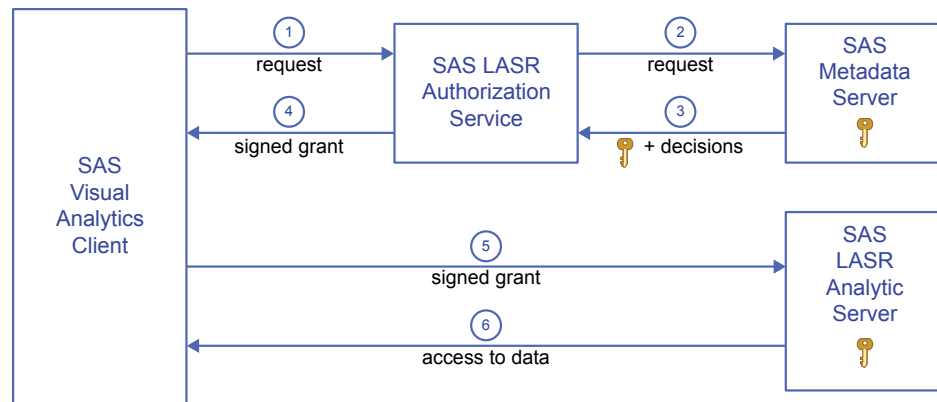 SAS
Visual
Analytics
Client
1
request
4
signed grant
SAS LASR
Authorization
Service
2
request
3
+ decisions
SAS
Metadata
Server
5
signed grant
6
access to data
SAS
LASR
Analytic
Server